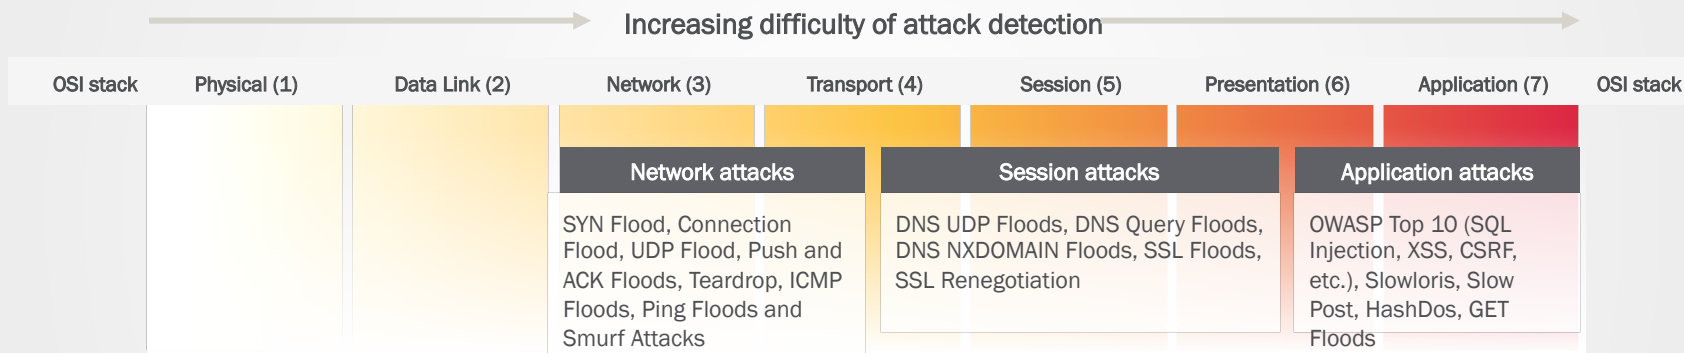 Increasing difficulty of attack detection
OSI stack
Physical (1)
Data Link (2)
Network (3)
Transport (4)
Session (5)
Presentation (6)
Application (7)
OSI stack
Network attacks
SYN Flood, Connection
Flood, UDP Flood, Push and
ACK Floods, Teardrop, ICMP
Floods, Ping Floods and
Smurf Attacks
Session attacks
DNS UDP Floods, DNS Query Floods,
DNS NXDOMAIN Floods, SSL Floods,
SSL Renegotiation
Application attacks
OWASP Top 10 (SQL
Injection, XSS, CSRF,
etc.), Slowloris, Slow
Post, HashDos, GET
Floods